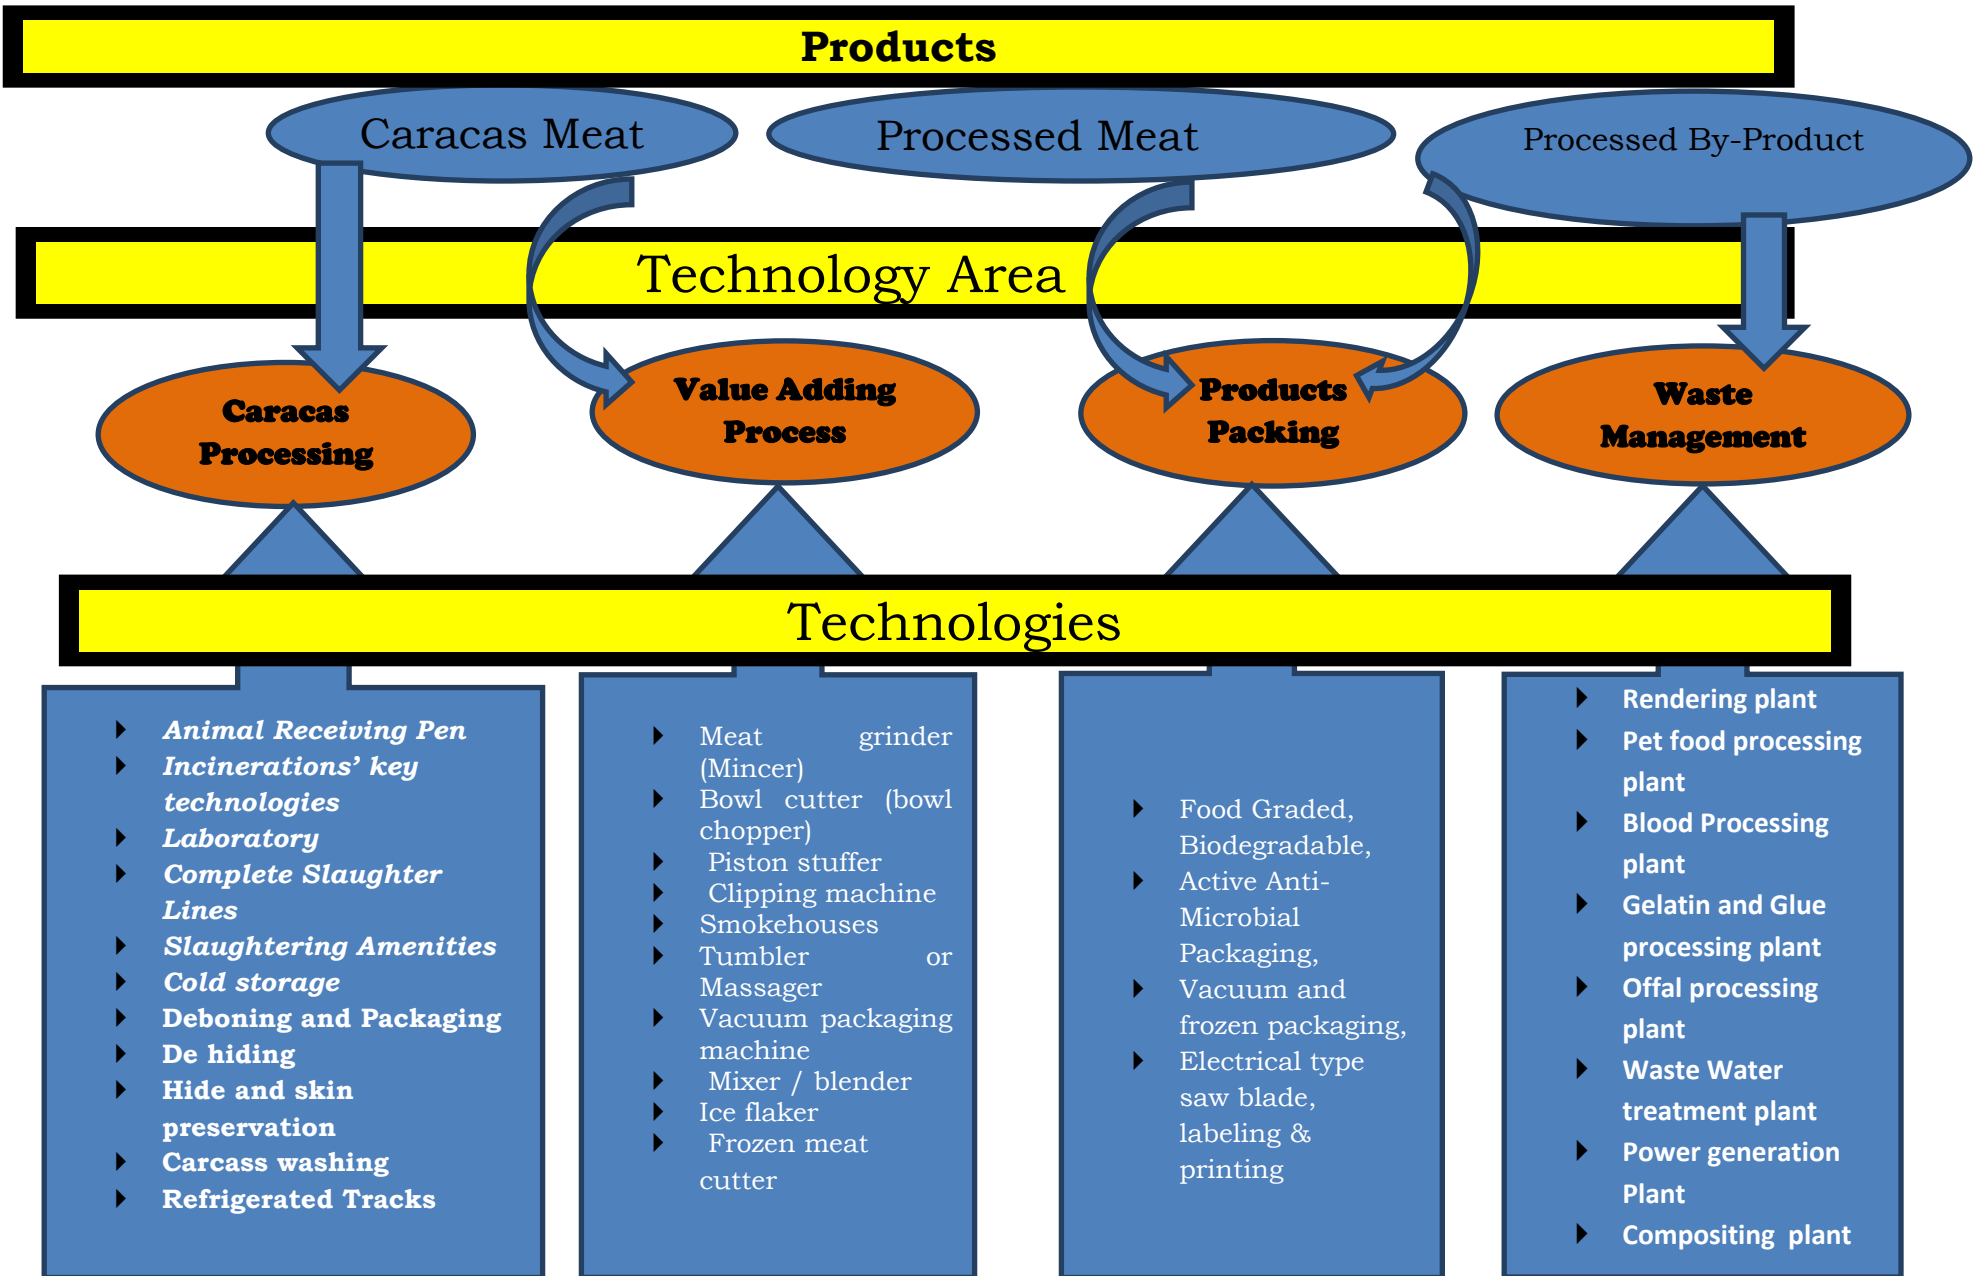 Products
Caracas Meat
Processed Meat
Processed By-Product
Technology Area
Caracas
Processing
Value Adding
Process
Products
Packing
Waste
Management
Technologies
Animal Receiving Pen
Incinerations’ key
technologies
Laboratory
Complete Slaughter
Lines
Slaughtering Amenities
Cold storage
Deboning and Packaging
De hiding
Hide and skin
preservation
Carcass washing
Refrigerated Tracks
Meat grinder
(Mincer)
Bowl cutter (bowl
chopper)
Piston stuffer
Clipping machine
Smokehouses
Tumbler or
Massager
Vacuum packaging
machine
Mixer / blender
Ice flaker
Frozen meat
cutter
Food Graded,
Biodegradable,
Active Anti-
Microbial
Packaging,
Vacuum and
frozen packaging,
Electrical type
saw blade,
labeling &
printing
Rendering plant
Pet food processing
plant
Blood Processing
plant
Gelatin and Glue
processing plant
Offal processing
plant
Waste Water
treatment plant
Power generation
Plant
Compositing plant